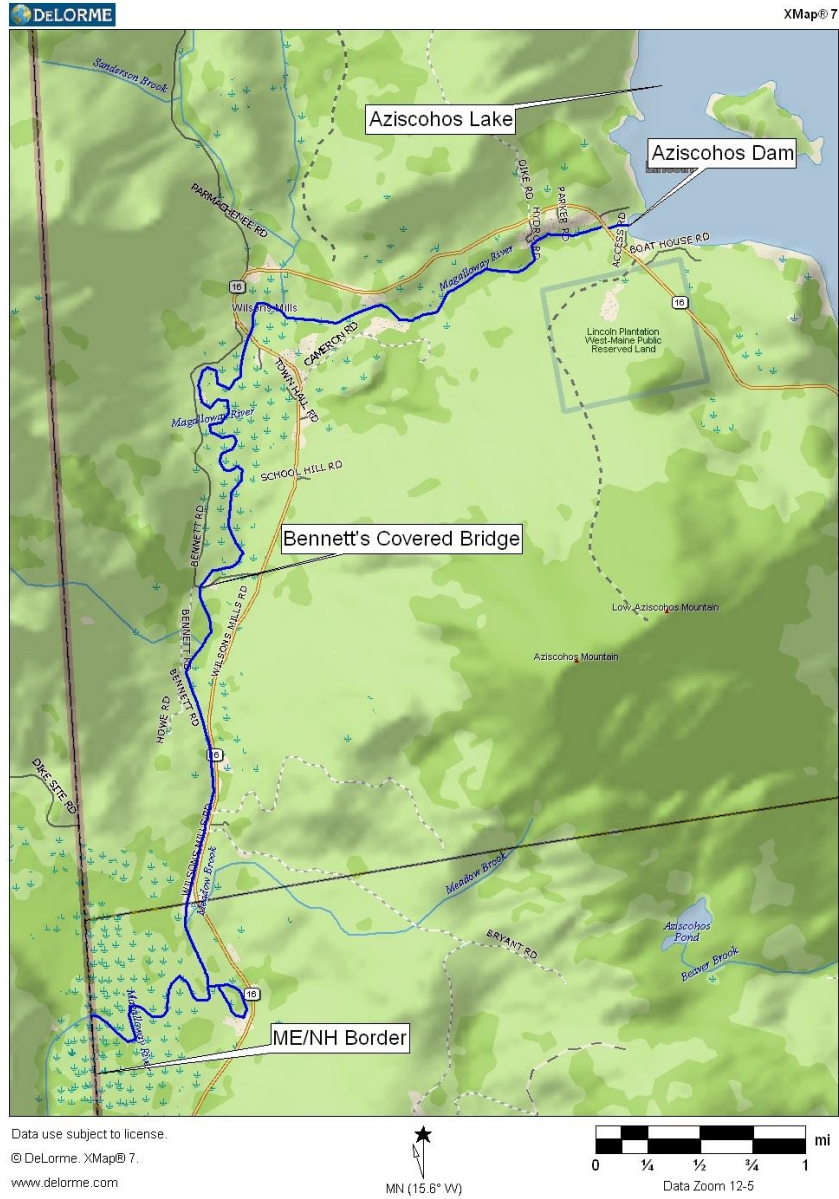 DELORME
XMap® 7
Sanderson Brook
Aziscohos Lake
Aziscohos Dam
DIKE RD
HYDRO RD
PARKER RD
PARMACHENEE RD
ACCESS RD
BOAT HOUSE RD
Magalloway River
16
Wilsons Mills
16
Lincoln Plantation
West-Maine Public
Reserved Land
CAMERON RD
TOWN HALL RD
Magalloway River
SCHOOL HILL RD
BENNETT RD
Bennett's Covered Bridge
WILSONS MILLS RD
BENNETT RD
Low Aziscohos Mountain
Aziscohos Mountain
BENNETT RD
HOWE RD
16
DIKE SITE RD
WILSONS MILLS RD
Meadow Brook
Meadow Brook
Aziscohos
Pond
BRYANT RD
Beaver Brook
16
Magalloway River
ME/NH Border
Data use subject to license.
© DeLorme. XMap® 7.
www.delorme.com
MN (15.6° W)
mi
0 ¼ ½ ¾ 1
Data Zoom 12-5